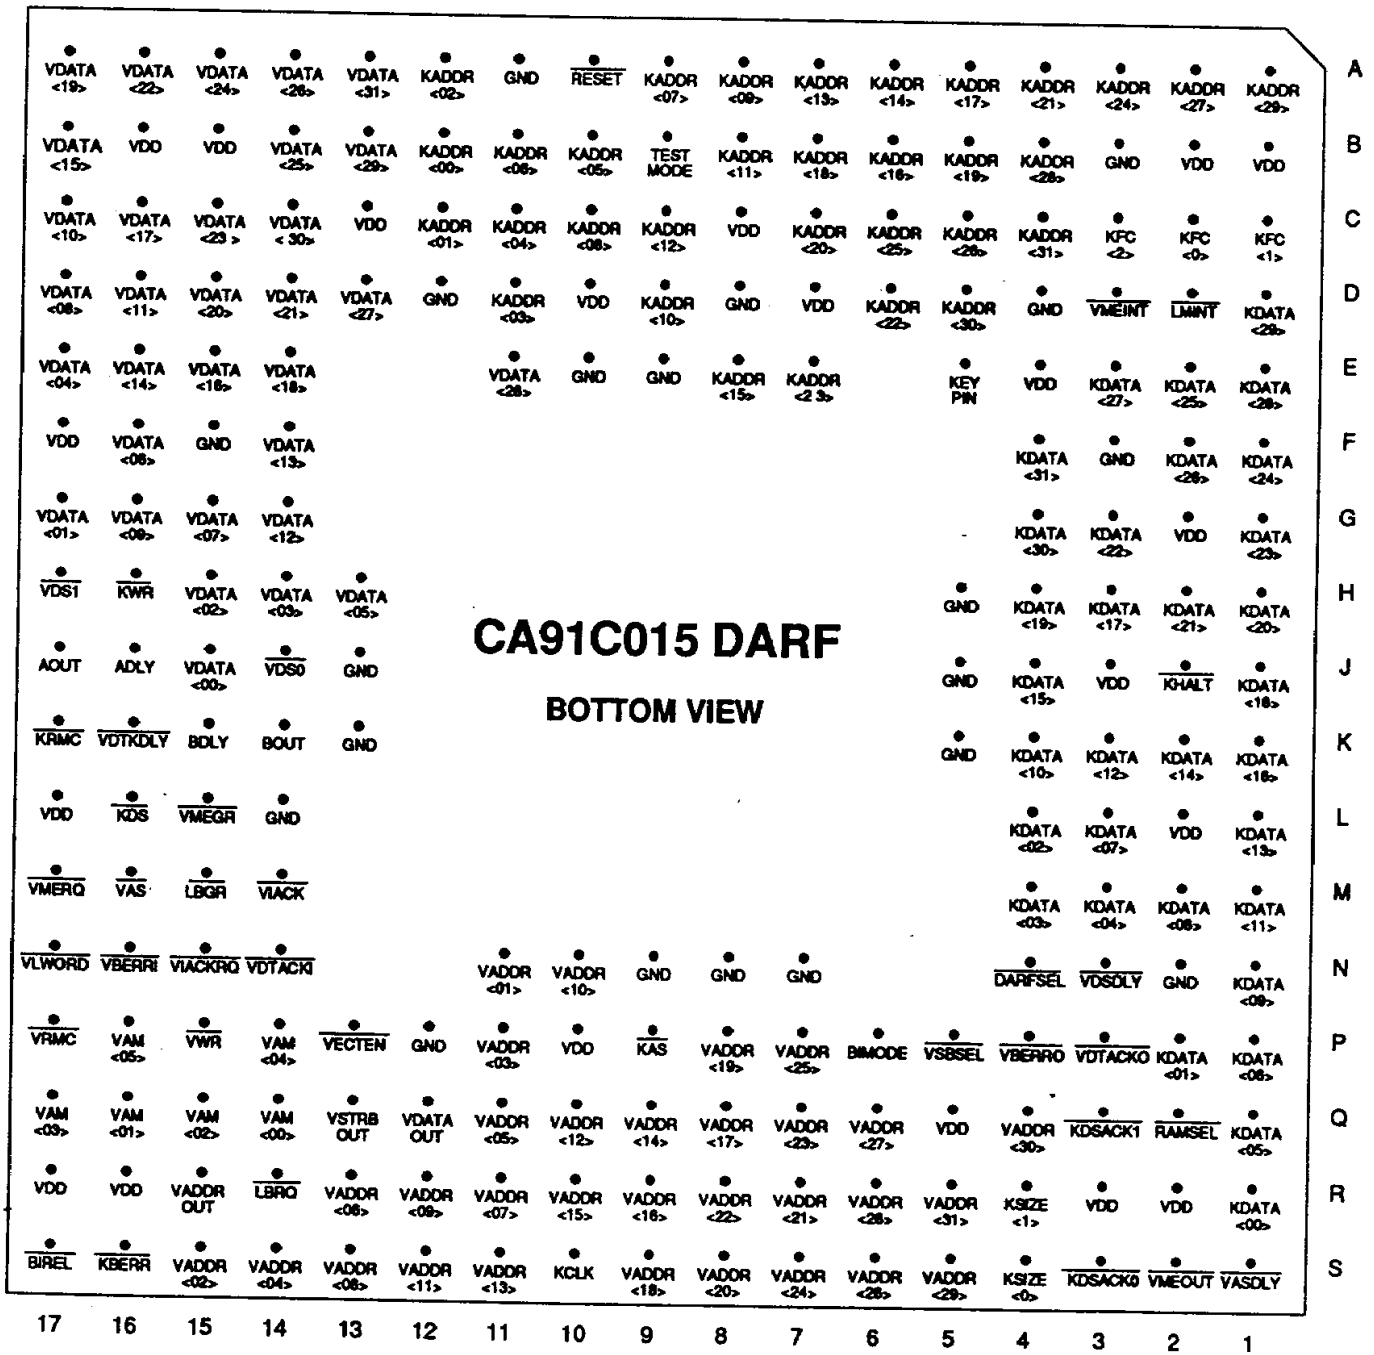 VDATA VDATA VDATA VDATA VDATA KADDR GND RESET KADDR KADDR KADDR KADDR KADDR KADDR KADDR KADDR KADDR A
<19> <22> <24> <26> <31> <02> <07> <09> <13> <14> <17> <21> <24> <27> <29>
VDATA VDD VDD VDATA VDATA KADDR KADDR KADDR TEST KADDR KADDR KADDR KADDR KADDR GND VDD VDD B
<15> <25> <29> <00> <06> <05> MODE <11> <18> <16> <19> <28>
VDATA VDATA VDATA VDATA VDD KADDR KADDR KADDR KADDR VDD KADDR KADDR KADDR KADDR KFC KFC KFC C
<10> <17> <23 > < 30> <01> <04> <08> <12> <20> <25> <26> <31> <2> <0> <1>
VDATA VDATA VDATA VDATA VDATA GND KADDR VDD KADDR GND VDD KADDR KADDR GND VMEINT LMINT KDATA D
<08> <11> <20> <21> <27> <03> <10> <22> <30> <29>
VDATA VDATA VDATA VDATA VDATA GND GND KADDR KADDR KEY VDD KDATA KDATA KDATA E
<04> <14> <16> <18> <28> <15> <2 3> PIN <27> <25> <28>
VDD VDATA GND VDATA KDATA GND KDATA KDATA F
<06> <13> <31> <26> <24>
VDATA VDATA VDATA VDATA KDATA KDATA VDD KDATA G
<01> <09> <07> <12> <30> <22> <23>
VDS1 KWR VDATA VDATA VDATA GND KDATA KDATA KDATA KDATA H
<02> <03> <05> <19> <17> <21> <20>
CA91C015 DARF
AOUT ADLY VDATA VDS0 GND GND KDATA VDD KHALT KDATA J
<00> <15> <18>
BOTTOM VIEW
KRMC VDTKDLY BDLY BOUT GND GND KDATA KDATA KDATA KDATA K
<10> <12> <14> <16>
VDD KDS VMEGR GND KDATA KDATA VDD KDATA L
<02> <07> <13>
VMERQ VAS LBGR VIACK KDATA KDATA KDATA KDATA M
<03> <04> <11>
VLWORD VBERRI VIACKRQ VDTACKI VADDR VADDR GND GND GND DARFSEL VDSDLY GND KDATA N
<01> <10> <09>
VRMC VAM VWR VAM VECTEN GND VADDR VDD KAS VADDR VADDR BIMODE VSBSEL VBERRO VDTACKO KDATA KDATA P
<05> <04> <03> <19> <25> <01>
VAM VAM VAM VAM VSTRB VDATA VADDR VADDR VADDR VADDR VADDR VADDR VDD VADDR KDSACK1 RAMSEL KDATA Q
<03> <01> <02> <00> OUT OUT <05> <12> <14> <17> <23> <27> <30> <05>
VDD VDD VADDR LBRQ VADDR VADDR VADDR VADDR VADDR VADDR VADDR VADDR VADDR KSIZE VDD VDD KDATA R
OUT <09> <07> <15> <16> <22> <21> <31> <1> <00>
BIREL KBERR VADDR VADDR VADDR VADDR VADDR KCLK VADDR VADDR VADDR VADDR VADDR KSIZE KDSACK0 VMEOUT VASDLY S
<02> <04> <11> <13> <18> <20> <24> <29> <0>
17 16 15 14 13 12 11 10 9 8 7 6 5 4 3 2 1